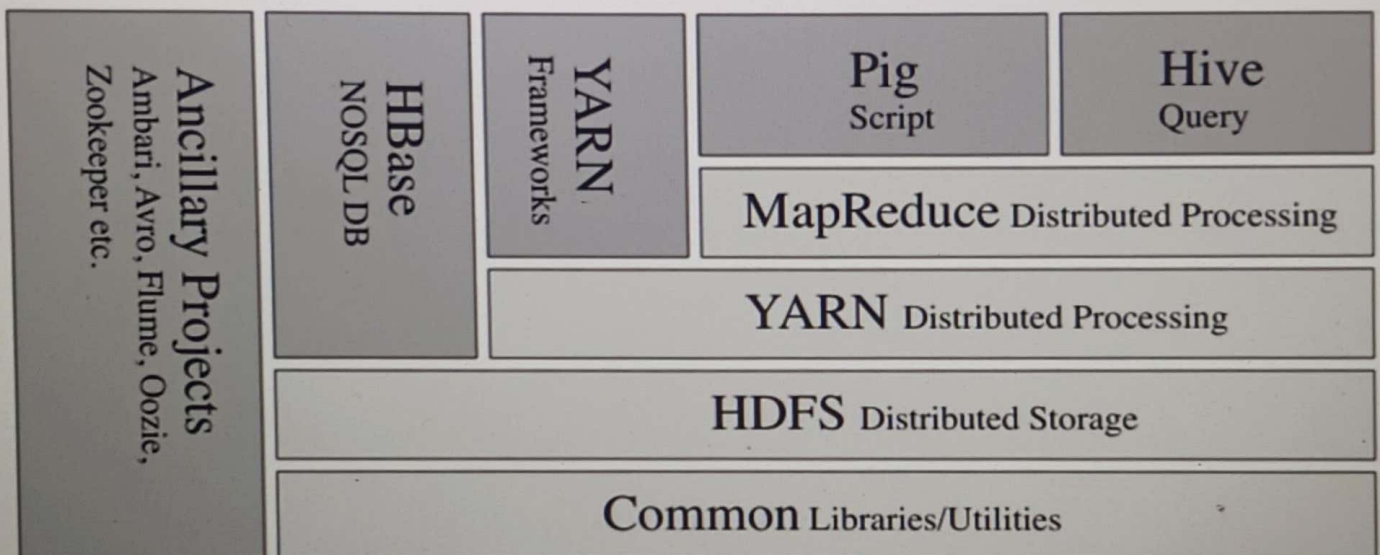 Ancillary Projects
Ambari, Avro, Flume, Oozie,
Zookeeper etc.
HBase
NOSQL DB
YARN
Frameworks
Pig
Script
Hive
Query
MapReduce Distributed Processing
YARN Distributed Processing
HDFS Distributed Storage
Common Libraries/Utilities